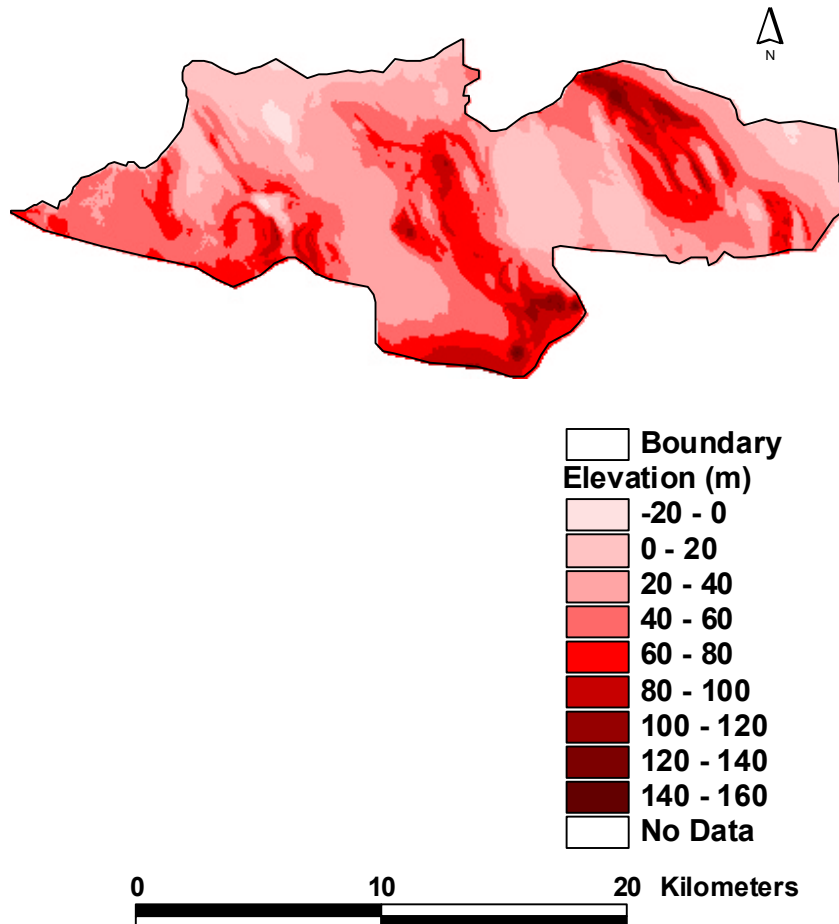 N
Boundary
Elevation (m)
-20 - 0
0 - 20
20 - 40
40 - 60
60 - 80
80 - 100
100 - 120
120 - 140
140 - 160
No Data
0 10 20 Kilometers